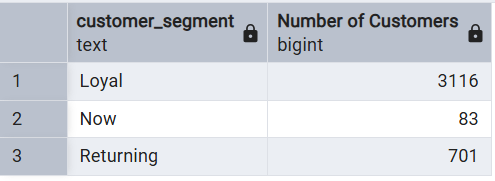 customer_segment Number of Customers
text bigint
1 Loyal 3116
2 Now 83
3 Returning 701